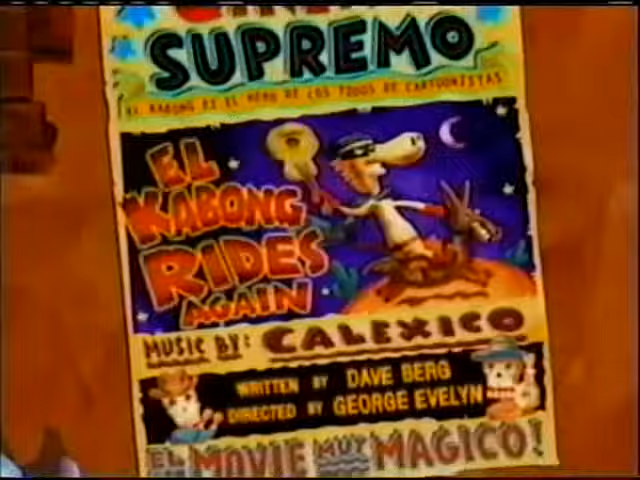 SUPREMO
EL KABONG ES EL HERO DE LOS TODOS DE CARTOONISTAS
EL
KABONG
RIDES
AGAIN
MUSIC BY: CALEXICO
WRITTEN BY DAVE BERG
DIRECTED BY GEORGE EVELYN
EL MOVIE MUY MAGICO!